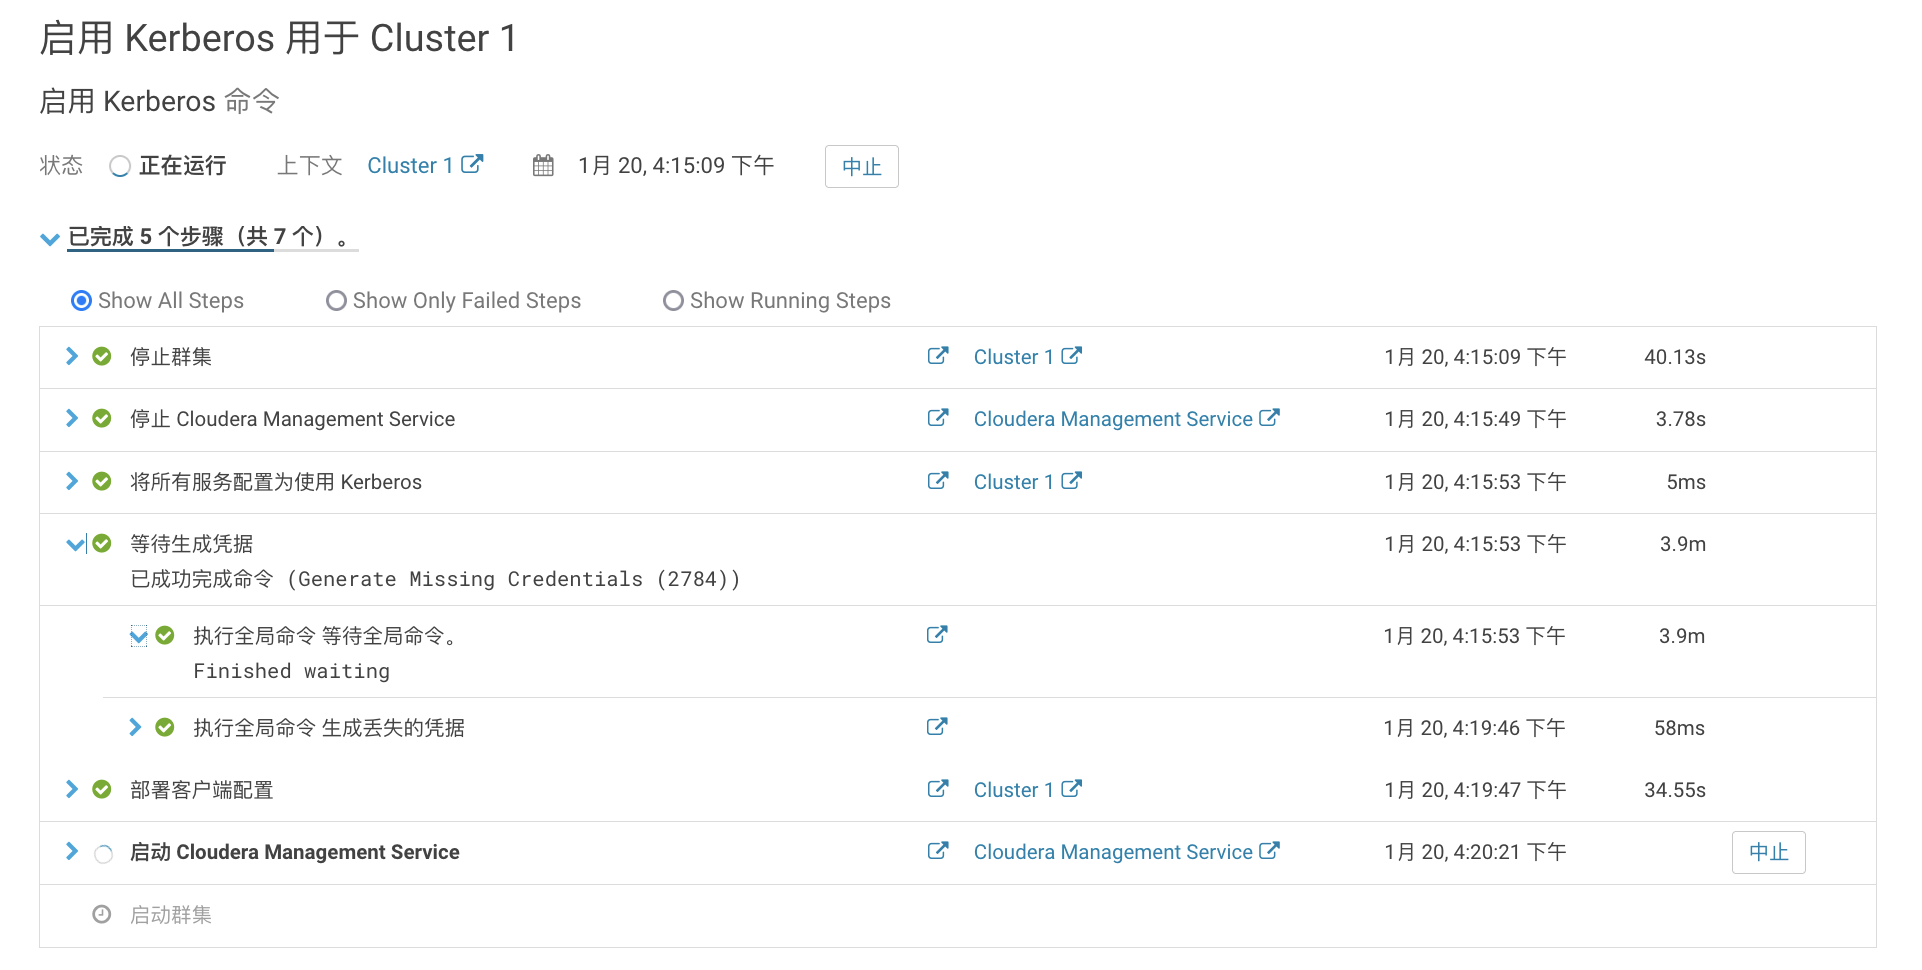 启用 Kerberos 用于 Cluster 1
启用 Kerberos 命令
状态 正在运行 上下文 Cluster 1 1月 20, 4:15:09 下午 中止
已完成 5 个步骤（共 7 个）。
Show All Steps Show Only Failed Steps Show Running Steps
停止群集 Cluster 1 1月 20, 4:15:09 下午 40.13s
停止 Cloudera Management Service Cloudera Management Service 1月 20, 4:15:49 下午 3.78s
将所有服务配置为使用 Kerberos Cluster 1 1月 20, 4:15:53 下午 5ms
等待生成凭据 1月 20, 4:15:53 下午 3.9m
已成功完成命令 (Generate Missing Credentials (2784))
执行全局命令 等待全局命令。 1月 20, 4:15:53 下午 3.9m
Finished waiting
执行全局命令 生成丢失的凭据 1月 20, 4:19:46 下午 58ms
部署客户端配置 Cluster 1 1月 20, 4:19:47 下午 34.55s
启动 Cloudera Management Service Cloudera Management Service 1月 20, 4:20:21 下午 中止
启动群集